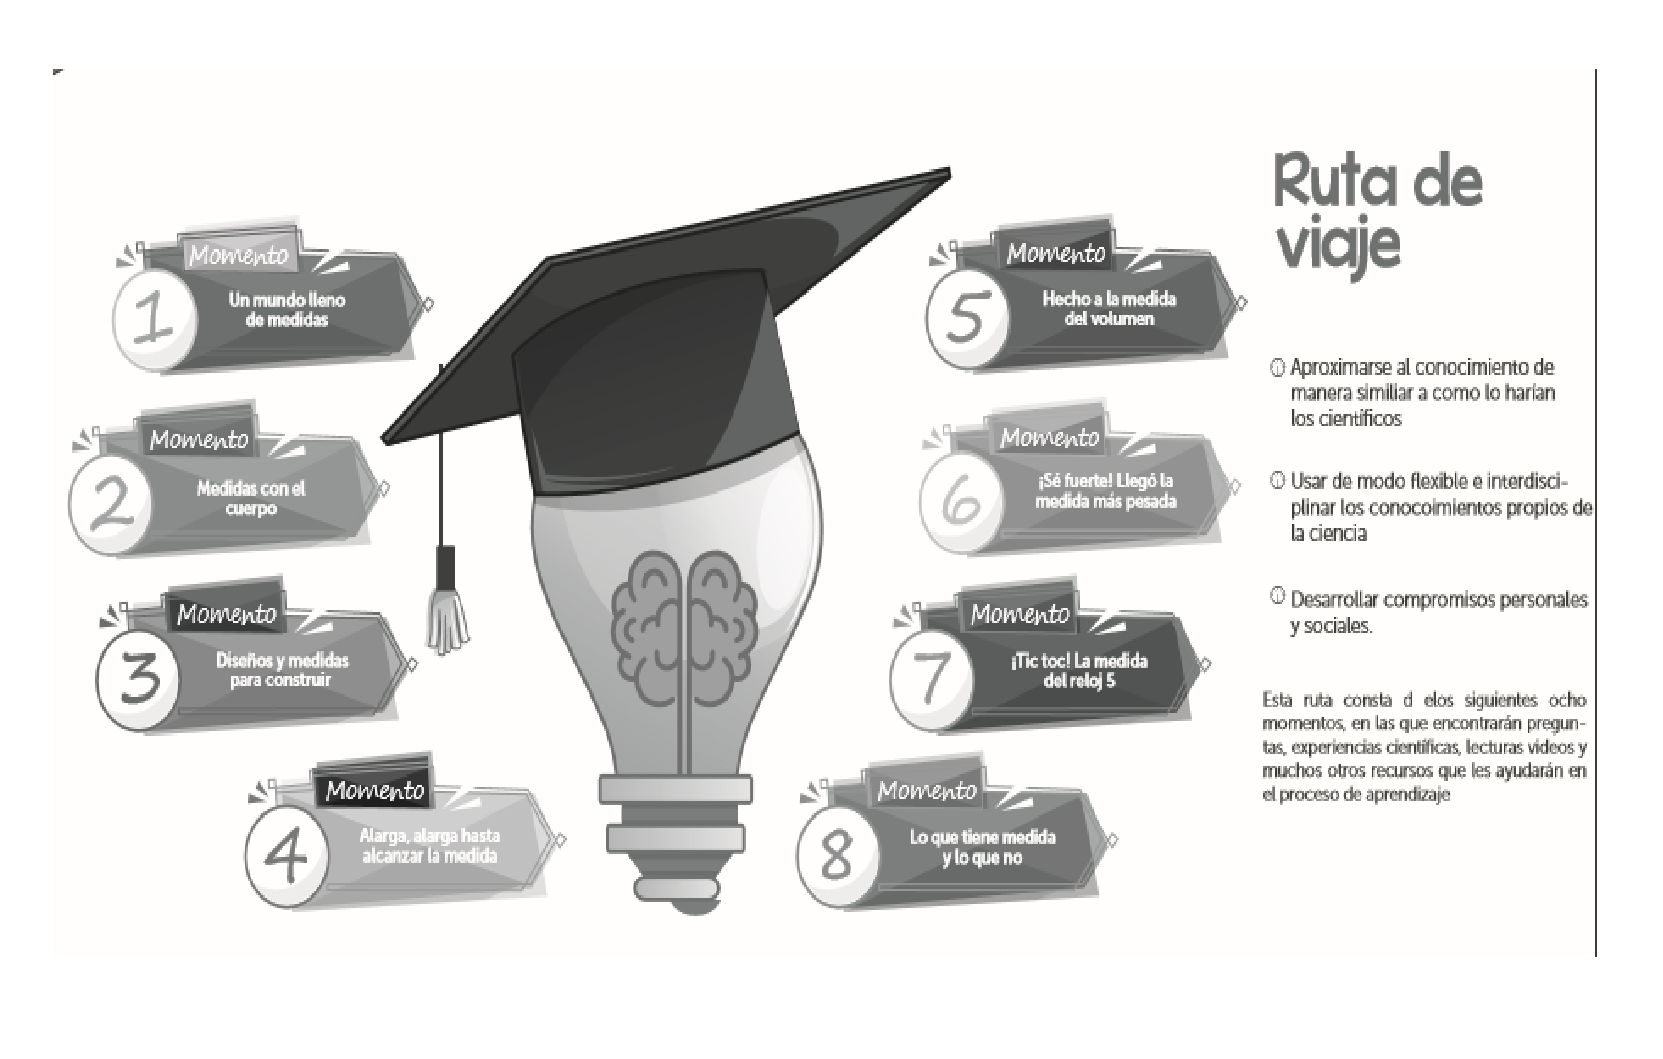 Momento
1
Un mundo lleno
de medidas
Momento
2
Medidas con el
cuerpo
Momento
3
Diseños y medidas
para construir
Momento
4
Alarga, alarga hasta
alcanzar la medida
Momento
5
Hecho a la medida
del volumen
Momento
6
¡Sé fuerte! Llegó la
medida más pesada
Momento
7
¡Tic toc! La medida
del reloj 5
Momento
8
Lo que tiene medida
y lo que no
Ruta de
viaje
Aproximarse al conocimiento de
manera similiar a como lo harían
los científicos
Usar de modo flexible e interdisci-
plinar los conocoimientos propios de
la ciencia
Desarrollar compromisos personales
y sociales.
Esta ruta consta d elos siguientes ocho
momentos, en las que encontrarán pregun-
tas, experiencias científicas, lecturas videos y
muchos otros recursos que les ayudarán en
el proceso de aprendizaje